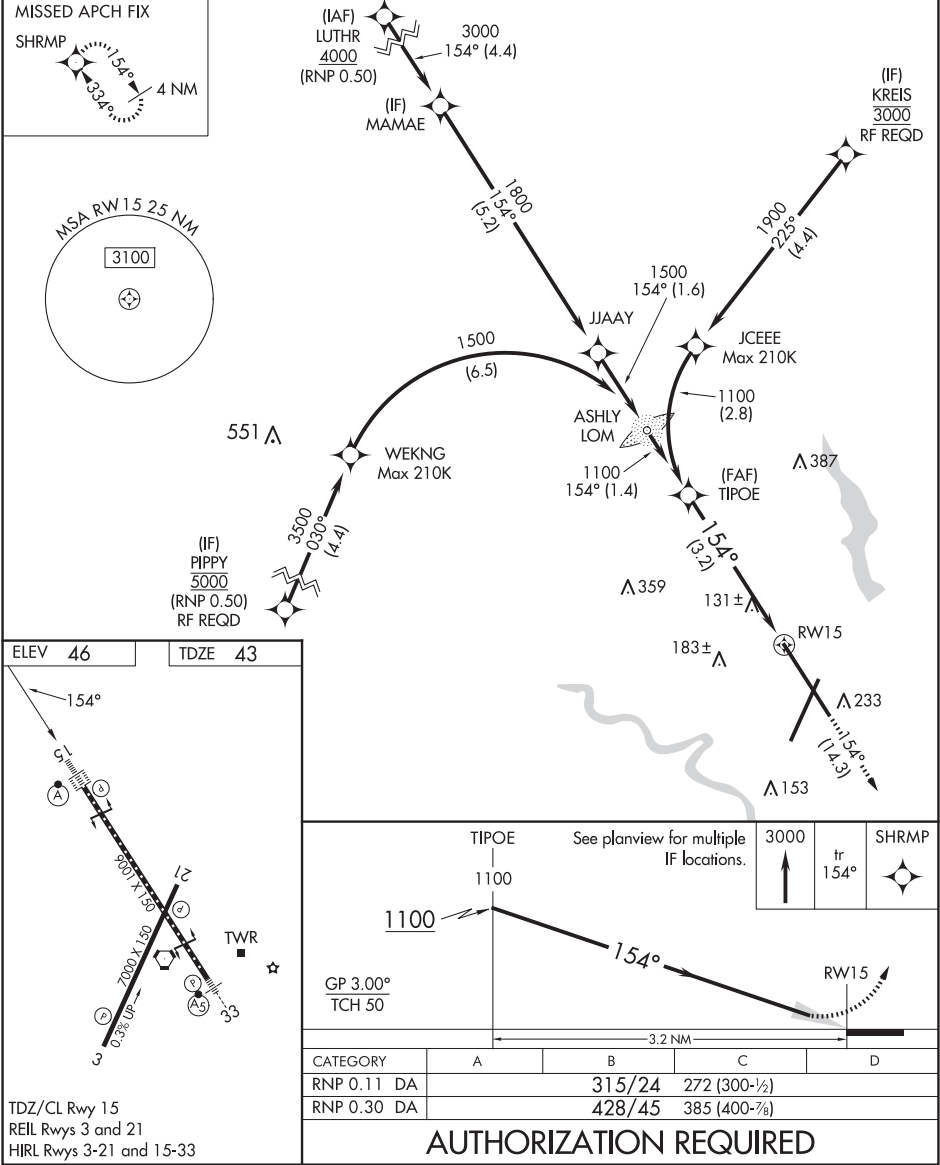 MISSED APCH FIX
SHRMP
154°
334°
4 NM
(IAF)
LUTHR
4000
(RNP 0.50)
3000
154° (4.4)
(IF)
MAMAE
(IF)
KREIS
3000
RF REQD
MSA RW15 25 NM
3100
1800
154°
(5.2)
1900
225°
(4.4)
1500
154° (1.6)
JJAAY
JCEEE
Max 210K
1500
(6.5)
1100
(2.8)
ASHLY
LOM
551
WEKNG
Max 210K
1100
154° (1.4)
(FAF)
TIPOE
387
3500
030°
(4.4)
154°
(3.2)
(IF)
PIPPY
5000
(RNP 0.50)
RF REQD
359
131±
RW15
183±
233
154°
(14.3)
153
ELEV 46
TDZE 43
154°
15
A
P
9001 X 150
21
P
7000 X 150
TWR
P
A5
33
P
0.3% UP
3
TDZ/CL Rwy 15
REIL Rwys 3 and 21
HIRL Rwys 3-21 and 15-33
TIPOE
See planview for multiple
IF locations.
3000
tr
154°
SHRMP
1100
1100
154°
GP 3.00°
TCH 50
RW15
3.2 NM
CATEGORY A B C D
RNP 0.11 DA 315/24 272 (300-½)
RNP 0.30 DA 428/45 385 (400-⅞)
AUTHORIZATION REQUIRED